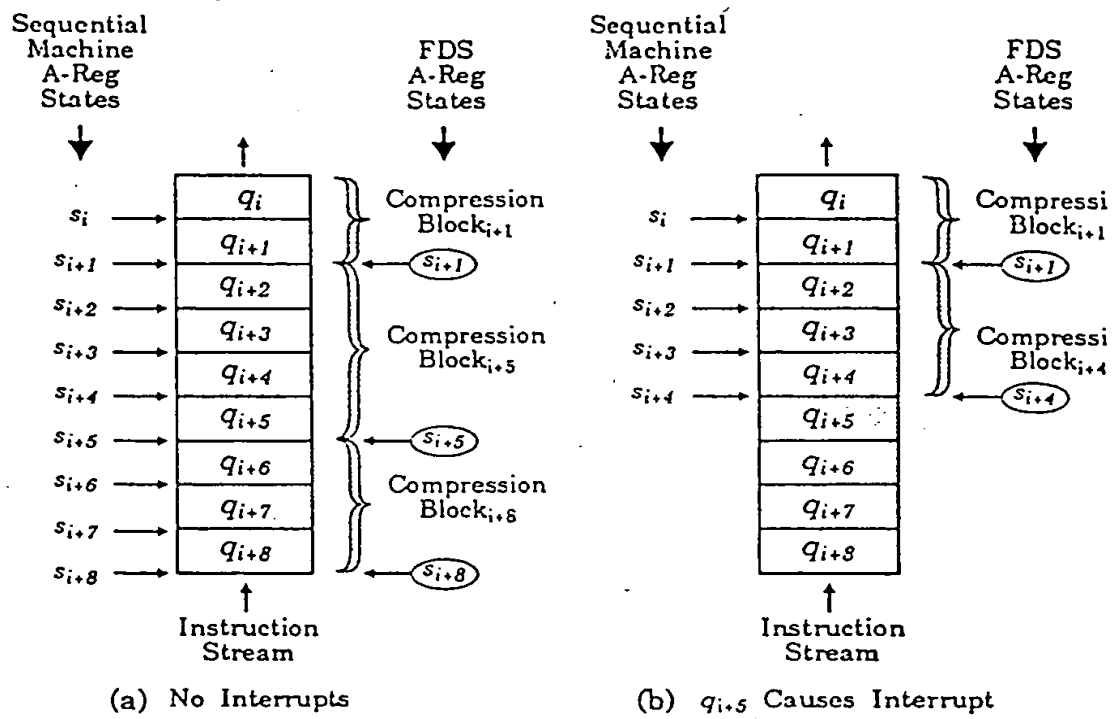 Sequential
Machine
A-Reg
States
FDS
A-Reg
States
s_i
s_{i+1}
s_{i+2}
s_{i+3}
s_{i+4}
s_{i+5}
s_{i+6}
s_{i+7}
s_{i+8}
q_i
q_{i+1}
q_{i+2}
q_{i+3}
q_{i+4}
q_{i+5}
q_{i+6}
q_{i+7}
q_{i+8}
Compression
Block_{i+1}
s_{i+1}
Compression
Block_{i+5}
s_{i+5}
Compression
Block_{i+8}
s_{i+8}
Instruction
Stream
(a) No Interrupts
Sequential
Machine
A-Reg
States
FDS
A-Reg
States
s_i
s_{i+1}
s_{i+2}
s_{i+3}
s_{i+4}
q_i
q_{i+1}
q_{i+2}
q_{i+3}
q_{i+4}
q_{i+5}
q_{i+6}
q_{i+7}
q_{i+8}
Compressi
Block_{i+1}
s_{i+1}
Compressi
Block_{i+4}
s_{i+4}
Instruction
Stream
(b) q_{i+5} Causes Interrupt